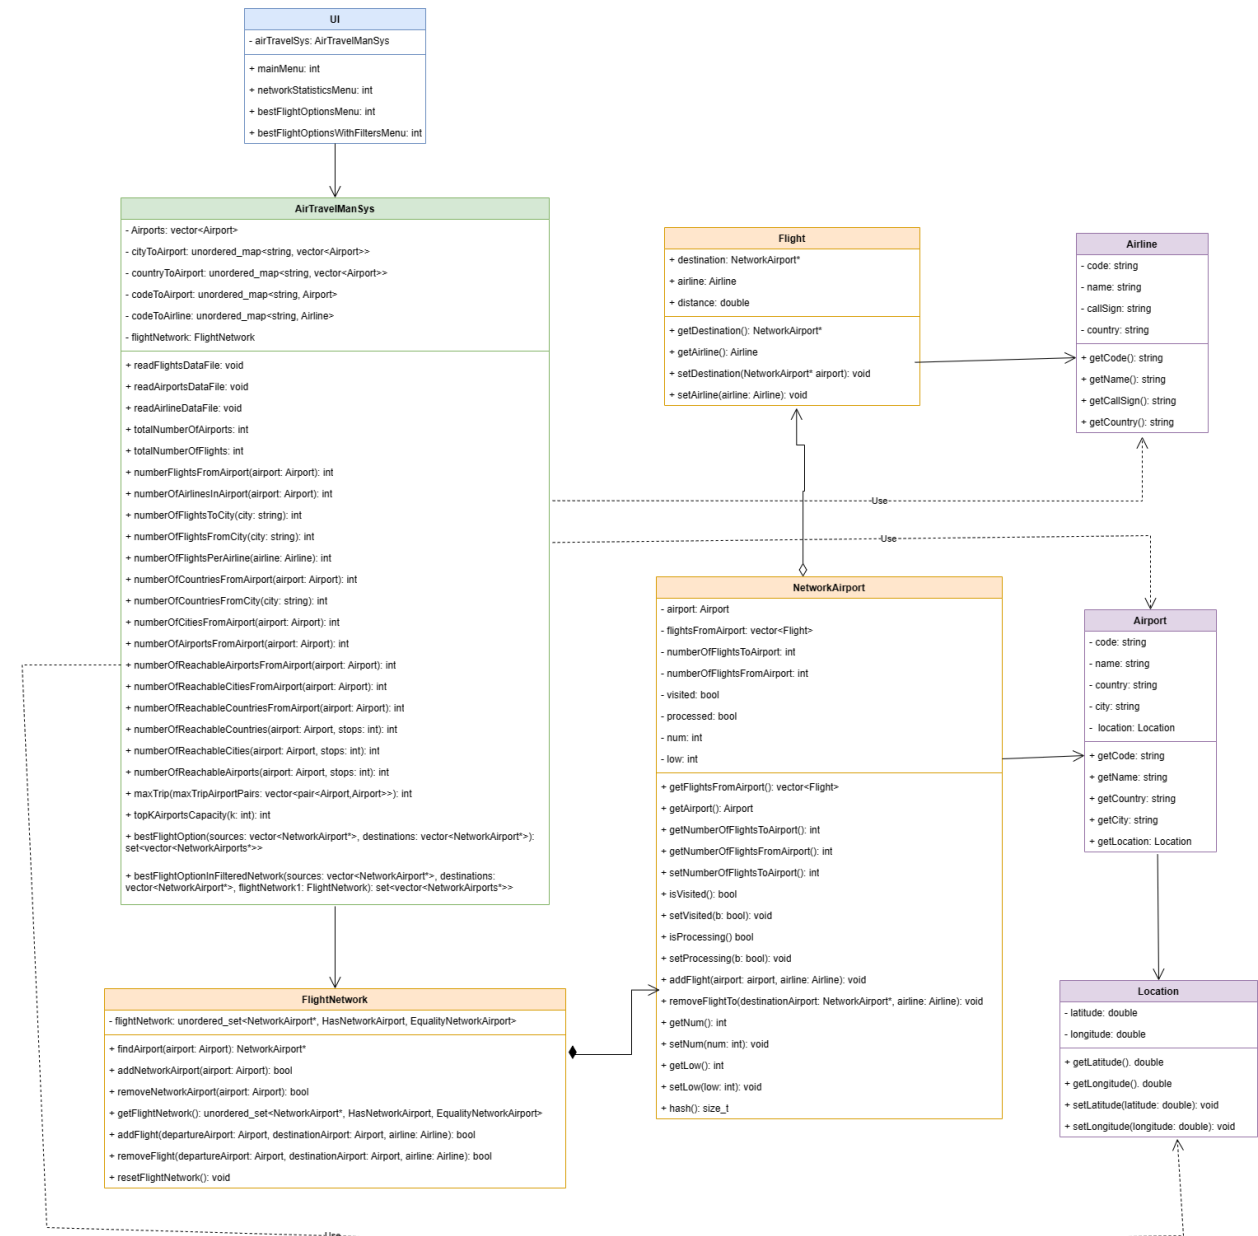 UI
- airTravelSys: AirTravelManSys
+ mainMenu: int
+ networkStatisticsMenu: int
+ bestFlightOptionsMenu: int
+ bestFlightOptionsWithFiltersMenu: int
AirTravelManSys
- Airports: vector<Airport>
- cityToAirport: unordered_map<string, vector<Airport>>
- countryToAirport: unordered_map<string, vector<Airport>>
- codeToAirport: unordered_map<string, Airport>
- codeToAirline: unordered_map<string, Airline>
- flightNetwork: FlightNetwork
+ readFlightsDataFile: void
+ readAirportsDataFile: void
+ readAirlineDataFile: void
+ totalNumberOfAirports: int
+ totalNumberOfFlights: int
+ numberFlightsFromAirport(airport: Airport): int
+ numberOfAirlinesInAirport(airport: Airport): int
+ numberOfFlightsToCity(city: string): int
+ numberOfFlightsFromCity(city: string): int
+ numberOfFlightsPerAirline(airline: Airline): int
+ numberOfCountriesFromAirport(airport: Airport): int
+ numberOfCountriesFromCity(city: string): int
+ numberOfCitiesFromAirport(airport: Airport): int
+ numberOfAirportsFromAirport(airport: Airport): int
+ numberOfReachableAirportsFromAirport(airport: Airport): int
+ numberOfReachableCitiesFromAirport(airport: Airport): int
+ numberOfReachableCountriesFromAirport(airport: Airport): int
+ numberOfReachableCountries(airport: Airport, stops: int): int
+ numberOfReachableCities(airport: Airport, stops: int): int
+ numberOfReachableAirports(airport: Airport, stops: int): int
+ maxTrip(maxTripAirportPairs: vector<pair<Airport,Airport>>): int
+ topKAirportsCapacity(k: int): int
+ bestFlightOption(sources: vector<NetworkAirport*>, destinations: vector<NetworkAirport*>):
set<vector<NetworkAirports*>>
+ bestFlightOptionInFilteredNetwork(sources: vector<NetworkAirport*>, destinations:
vector<NetworkAirport*>, flightNetwork1: FlightNetwork): set<vector<NetworkAirports*>>
FlightNetwork
- flightNetwork: unordered_set<NetworkAirport*, HasNetworkAirport, EqualityNetworkAirport>
+ findAirport(airport: Airport): NetworkAirport*
+ addNetworkAirport(airport: Airport): bool
+ removeNetworkAirport(airport: Airport): bool
+ getFlightNetwork(): unordered_set<NetworkAirport*, HasNetworkAirport, EqualityNetworkAirport>
+ addFlight(departureAirport: Airport, destinationAirport: Airport, airline: Airline): bool
+ removeFlight(departureAirport: Airport, destinationAirport: Airport, airline: Airline): bool
+ resetFlightNetwork(): void
Flight
+ destination: NetworkAirport*
+ airline: Airline
+ distance: double
+ getDestination(): NetworkAirport*
+ getAirline(): Airline
+ setDestination(NetworkAirport* airport): void
+ setAirline(airline: Airline): void
Use
Use
NetworkAirport
- airport: Airport
- flightsFromAirport: vector<Flight>
- numberOfFlightsToAirport: int
- numberOfFlightsFromAirport: int
- visited: bool
- processed: bool
- num: int
- low: int
+ getFlightsFromAirport(): vector<Flight>
+ getAirport(): Airport
+ getNumberOfFlightsToAirport(): int
+ getNumberOfFlightsFromAirport(): int
+ setNumberOfFlightsToAirport(): int
+ isVisited(): bool
+ setVisited(b: bool): void
+ isProcessing() bool
+ setProcessing(b: bool): void
+ addFlight(airport: airport, airline: Airline): void
+ removeFlightTo(destinationAirport: NetworkAirport*, airline: Airline): void
+ getNum(): int
+ setNum(num: int): void
+ getLow(): int
+ setLow(low: int): void
+ hash(): size_t
Airline
- code: string
- name: string
- callSign: string
- country: string
+ getCode(): string
+ getName(): string
+ getCallSign(): string
+ getCountry(): string
Airport
- code: string
- name: string
- country: string
- city: string
- location: Location
+ getCode: string
+ getName: string
+ getCountry: string
+ getCity: string
+ getLocation: Location
Location
- latitude: double
- longitude: double
+ getLatitude(). double
+ getLongitude(). double
+ setLatitude(latitude: double): void
+ setLongitude(longitude: double): void
Use